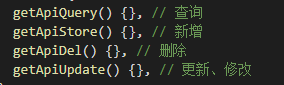 getApiQuery() {}, // 查询
getApiStore() {}, // 新增
getApiDel() {}, // 删除
getApiUpdate() {}, // 更新、修改